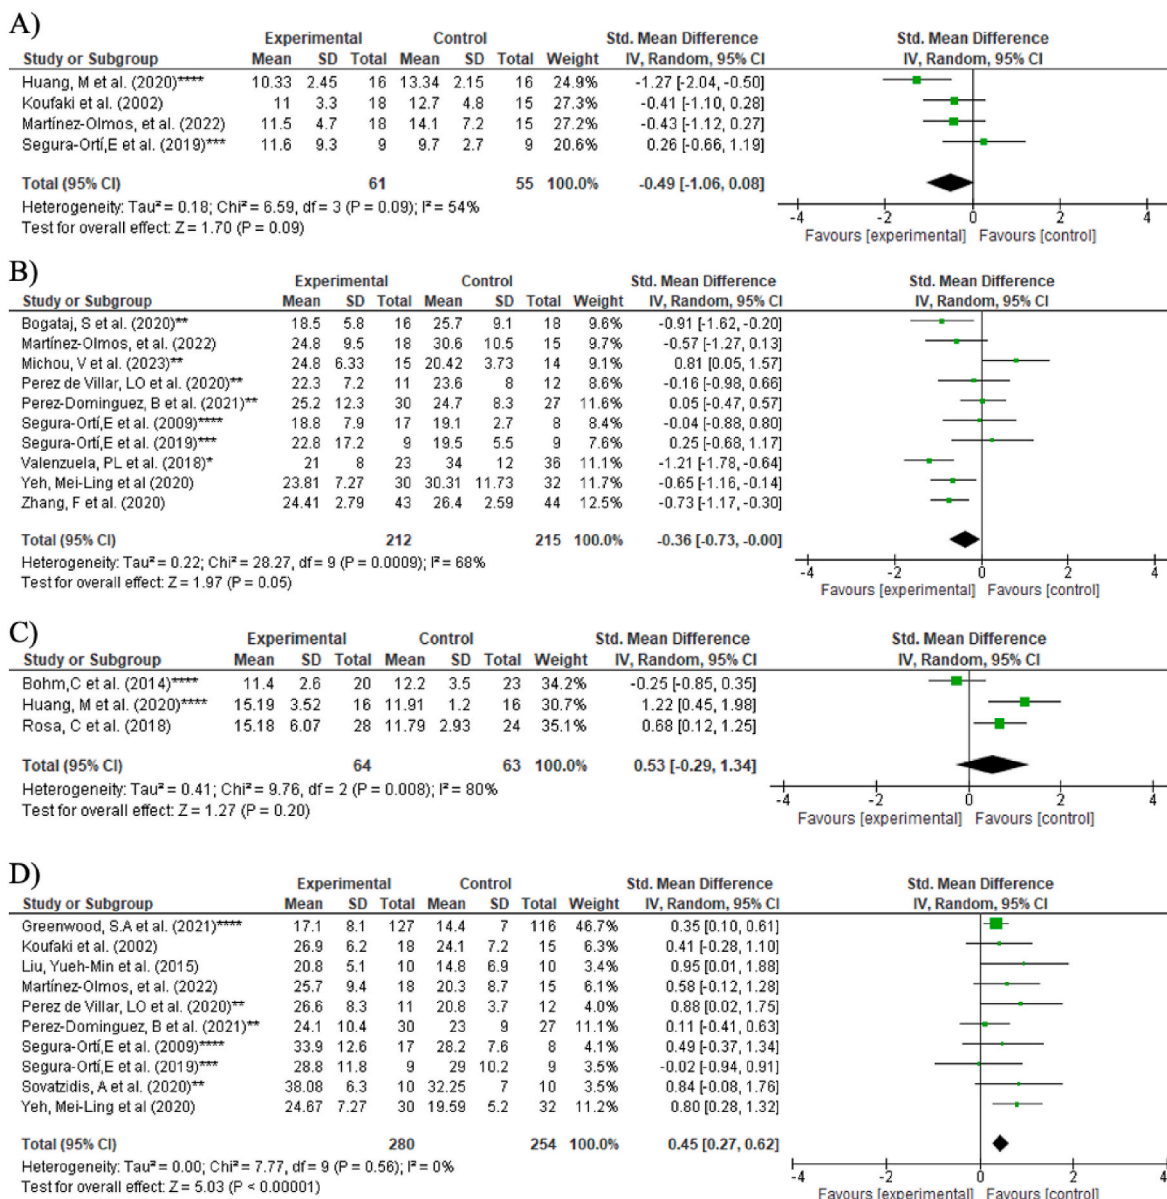 A)
Experimental Control Std. Mean Difference Std. Mean Difference
Study or Subgroup Mean SD Total Mean SD Total Weight IV, Random, 95% CI IV, Random, 95% CI
Huang, M et al. (2020)**** 10.33 2.45 16 13.34 2.15 16 24.9% -1.27 [-2.04, -0.50]
Koufaki et al. (2002) 11 3.3 18 12.7 4.8 15 27.3% -0.41 [-1.10, 0.28]
Martínez-Olmos, et al. (2022) 11.5 4.7 18 14.1 7.2 15 27.2% -0.43 [-1.12, 0.27]
Segura-Ortí,E et al. (2019)*** 11.6 9.3 9 9.7 2.7 9 20.6% 0.26 [-0.66, 1.19]
Total (95% CI) 61 55 100.0% -0.49 [-1.06, 0.08]
Heterogeneity: Tau² = 0.18; Chi² = 6.59, df = 3 (P = 0.09); I² = 54%
Test for overall effect: Z = 1.70 (P = 0.09)
-4 -2 0 2 4
Favours [experimental] Favours [control]
B)
Experimental Control Std. Mean Difference Std. Mean Difference
Study or Subgroup Mean SD Total Mean SD Total Weight IV, Random, 95% CI IV, Random, 95% CI
Bogataj, S et al. (2020)** 18.5 5.8 16 25.7 9.1 18 9.6% -0.91 [-1.62, -0.20]
Martínez-Olmos, et al. (2022) 24.8 9.5 18 30.6 10.5 15 9.7% -0.57 [-1.27, 0.13]
Michou, V et al. (2023)** 24.8 6.33 15 20.42 3.73 14 9.1% 0.81 [0.05, 1.57]
Perez de Villar, LO et al. (2020)** 22.3 7.2 11 23.6 8 12 8.6% -0.16 [-0.98, 0.66]
Perez-Dominguez, B et al. (2021)** 25.2 12.3 30 24.7 8.3 27 11.6% 0.05 [-0.47, 0.57]
Segura-Ortí,E et al. (2009)**** 18.8 7.9 17 19.1 2.7 8 8.4% -0.04 [-0.88, 0.80]
Segura-Ortí,E et al. (2019)*** 22.8 17.2 9 19.5 5.5 9 7.6% 0.25 [-0.68, 1.17]
Valenzuela, PL et al. (2018)* 21 8 23 34 12 36 11.1% -1.21 [-1.78, -0.64]
Yeh, Mei-Ling et al (2020) 23.81 7.27 30 30.31 11.73 32 11.7% -0.65 [-1.16, -0.14]
Zhang, F et al. (2020) 24.41 2.79 43 26.4 2.59 44 12.5% -0.73 [-1.17, -0.30]
Total (95% CI) 212 215 100.0% -0.36 [-0.73, -0.00]
Heterogeneity: Tau² = 0.22; Chi² = 28.27, df = 9 (P = 0.0009); I² = 68%
Test for overall effect: Z = 1.97 (P = 0.05)
-4 -2 0 2 4
Favours [experimental] Favours [control]
C)
Experimental Control Std. Mean Difference Std. Mean Difference
Study or Subgroup Mean SD Total Mean SD Total Weight IV, Random, 95% CI IV, Random, 95% CI
Bohm,C et al. (2014)**** 11.4 2.6 20 12.2 3.5 23 34.2% -0.25 [-0.85, 0.35]
Huang, M et al. (2020)**** 15.19 3.52 16 11.91 1.2 16 30.7% 1.22 [0.45, 1.98]
Rosa, C et al. (2018) 15.18 6.07 28 11.79 2.93 24 35.1% 0.68 [0.12, 1.25]
Total (95% CI) 64 63 100.0% 0.53 [-0.29, 1.34]
Heterogeneity: Tau² = 0.41; Chi² = 9.76, df = 2 (P = 0.008); I² = 80%
Test for overall effect: Z = 1.27 (P = 0.20)
-4 -2 0 2 4
Favours [experimental] Favours [control]
D)
Experimental Control Std. Mean Difference Std. Mean Difference
Study or Subgroup Mean SD Total Mean SD Total Weight IV, Random, 95% CI IV, Random, 95% CI
Greenwood, S.A et al. (2021)**** 17.1 8.1 127 14.4 7 116 46.7% 0.35 [0.10, 0.61]
Koufaki et al. (2002) 26.9 6.2 18 24.1 7.2 15 6.3% 0.41 [-0.28, 1.10]
Liu, Yueh-Min et al. (2015) 20.8 5.1 10 14.8 6.9 10 3.4% 0.95 [0.01, 1.88]
Martínez-Olmos, et al. (2022) 25.7 9.4 18 20.3 8.7 15 6.1% 0.58 [-0.12, 1.28]
Perez de Villar, LO et al. (2020)** 26.6 8.3 11 20.8 3.7 12 4.0% 0.88 [0.02, 1.75]
Perez-Dominguez, B et al. (2021)** 24.1 10.4 30 23 9 27 11.1% 0.11 [-0.41, 0.63]
Segura-Ortí,E et al. (2009)**** 33.9 12.6 17 28.2 7.6 8 4.1% 0.49 [-0.37, 1.34]
Segura-Ortí,E et al. (2019)*** 28.8 11.8 9 29 10.2 9 3.5% -0.02 [-0.94, 0.91]
Sovatzidis, A et al. (2020)** 38.08 6.3 10 32.25 7 10 3.5% 0.84 [-0.08, 1.76]
Yeh, Mei-Ling et al (2020) 24.67 7.27 30 19.59 5.2 32 11.2% 0.80 [0.28, 1.32]
Total (95% CI) 280 254 100.0% 0.45 [0.27, 0.62]
Heterogeneity: Tau² = 0.00; Chi² = 7.77, df = 9 (P = 0.56); I² = 0%
Test for overall effect: Z = 5.03 (P < 0.00001)
-4 -2 0 2 4
Favours [experimental] Favours [control]